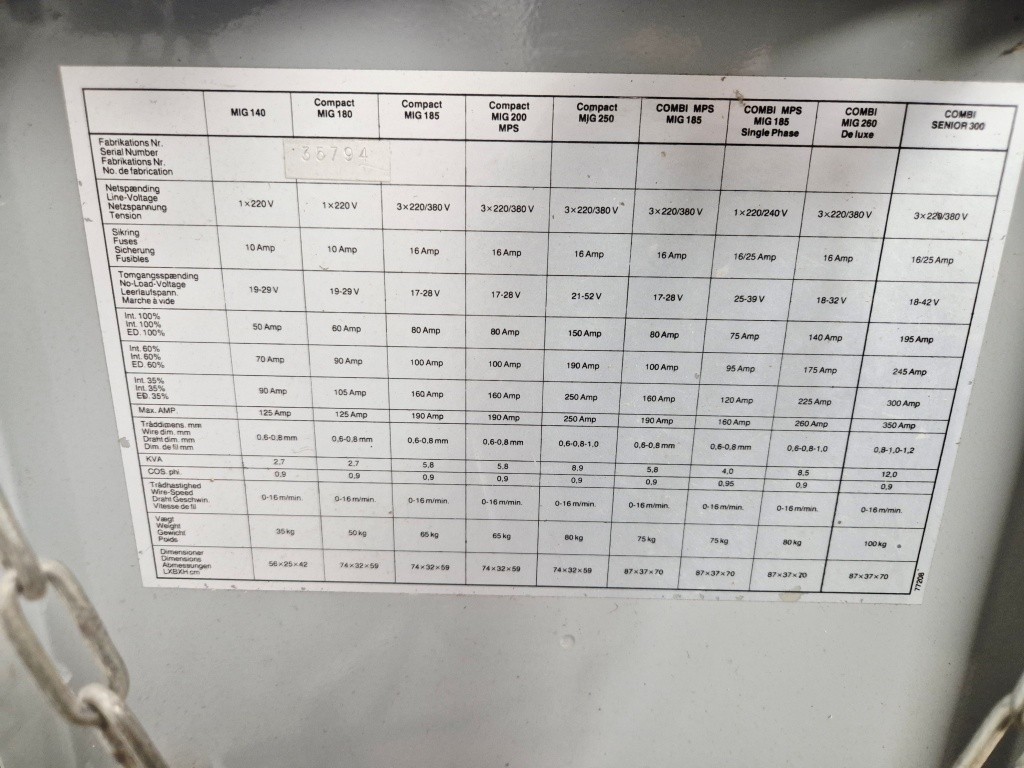 MIG 140 Compact MIG 180 Compact MIG 185 Compact MIG 200 MPS Compact MIG 250 COMBI MPS MIG 185 COMBI MPS MIG 185 Single Phase COMBI MIG 260 De luxe COMBI SENIOR 300
Fabrikations Nr.
Serial Number
Fabrikations Nr.
No. de fabrication
Netspænding
Line-Voltage
Netzspannung
Tension
1×220 V 1×220 V 3×220/380 V 3×220/380 V 3×220/380 V 3×220/380 V 1×220/240 V 3×220/380 V 3×220/380 V
Sikring
Fuses
Sicherung
Fusibles
10 Amp 10 Amp 16 Amp 16 Amp 16 Amp 16 Amp 16/25 Amp 16 Amp 16/25 Amp
Tomgangsspænding
No-Load-Voltage
Leerlaufspann.
Marche à vide
19-29 V 19-29 V 17-28 V 17-28 V 21-52 V 17-28 V 25-39 V 18-32 V 18-42 V
Int. 100%
Int. 100%
ED. 100%
50 Amp 60 Amp 80 Amp 80 Amp 150 Amp 80 Amp 75 Amp 140 Amp 195 Amp
Int. 60%
Int. 60%
ED. 60%
70 Amp 90 Amp 100 Amp 100 Amp 190 Amp 100 Amp 95 Amp 175 Amp 245 Amp
Int. 35%
Int. 35%
ED. 35%
90 Amp 105 Amp 160 Amp 160 Amp 250 Amp 160 Amp 120 Amp 225 Amp 300 Amp
Max. AMP. 125 Amp 125 Amp 190 Amp 190 Amp 250 Amp 190 Amp 160 Amp 260 Amp 350 Amp
Tråddimens. mm
Wire dim. mm
Draht dim. mm
Dim. de fil mm
0,6-0,8 mm 0,6-0,8 mm 0,6-0,8 mm 0,6-0,8 mm 0,6-0,8-1,0 0,6-0,8 mm 0,6-0,8 mm 0,6-0,8-1,0 0,8-1,0-1,2
KVA 2,7 2,7 5,8 5,8 8,9 5,8 4,0 8,5 12,0
COS. phi. 0,9 0,9 0,9 0,9 0,9 0,9 0,95 0,9 0,9
Trådhastighed
Wire-Speed
Draht Geschwin.
Vitesse de fil
0-16 m/min. 0-16 m/min. 0-16 m/min. 0-16 m/min. 0-16 m/min. 0-16 m/min. 0-16 m/min. 0-16 m/min. 0-16 m/min.
Vægt
Weight
Gewicht
Poids
35 kg 50 kg 65 kg 65 kg 80 kg 75 kg 75 kg 80 kg 100 kg
Dimensioner
Dimensions
Abmessungen
LXBXH cm
56×25×42 74×32×59 74×32×59 74×32×59 74×32×59 87×37×70 87×37×70 87×37×70 87×37×70
77206